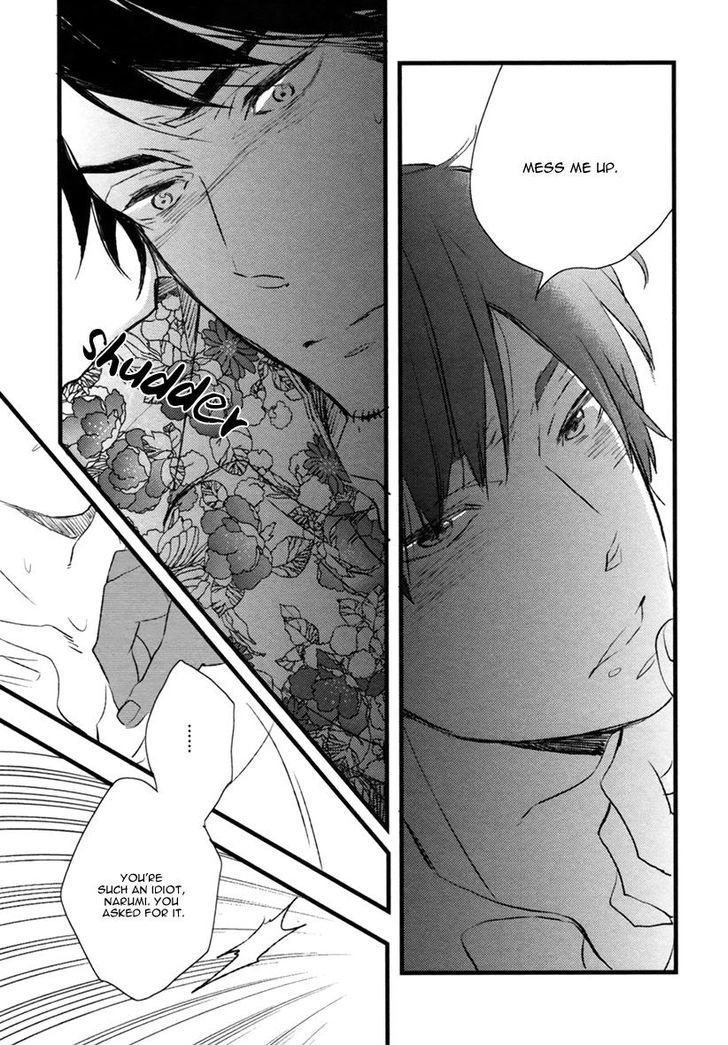 MESS ME UP.
shudder
........
YOU'RE
SUCH AN IDIOT,
NARUMI. YOU
ASKED FOR IT.